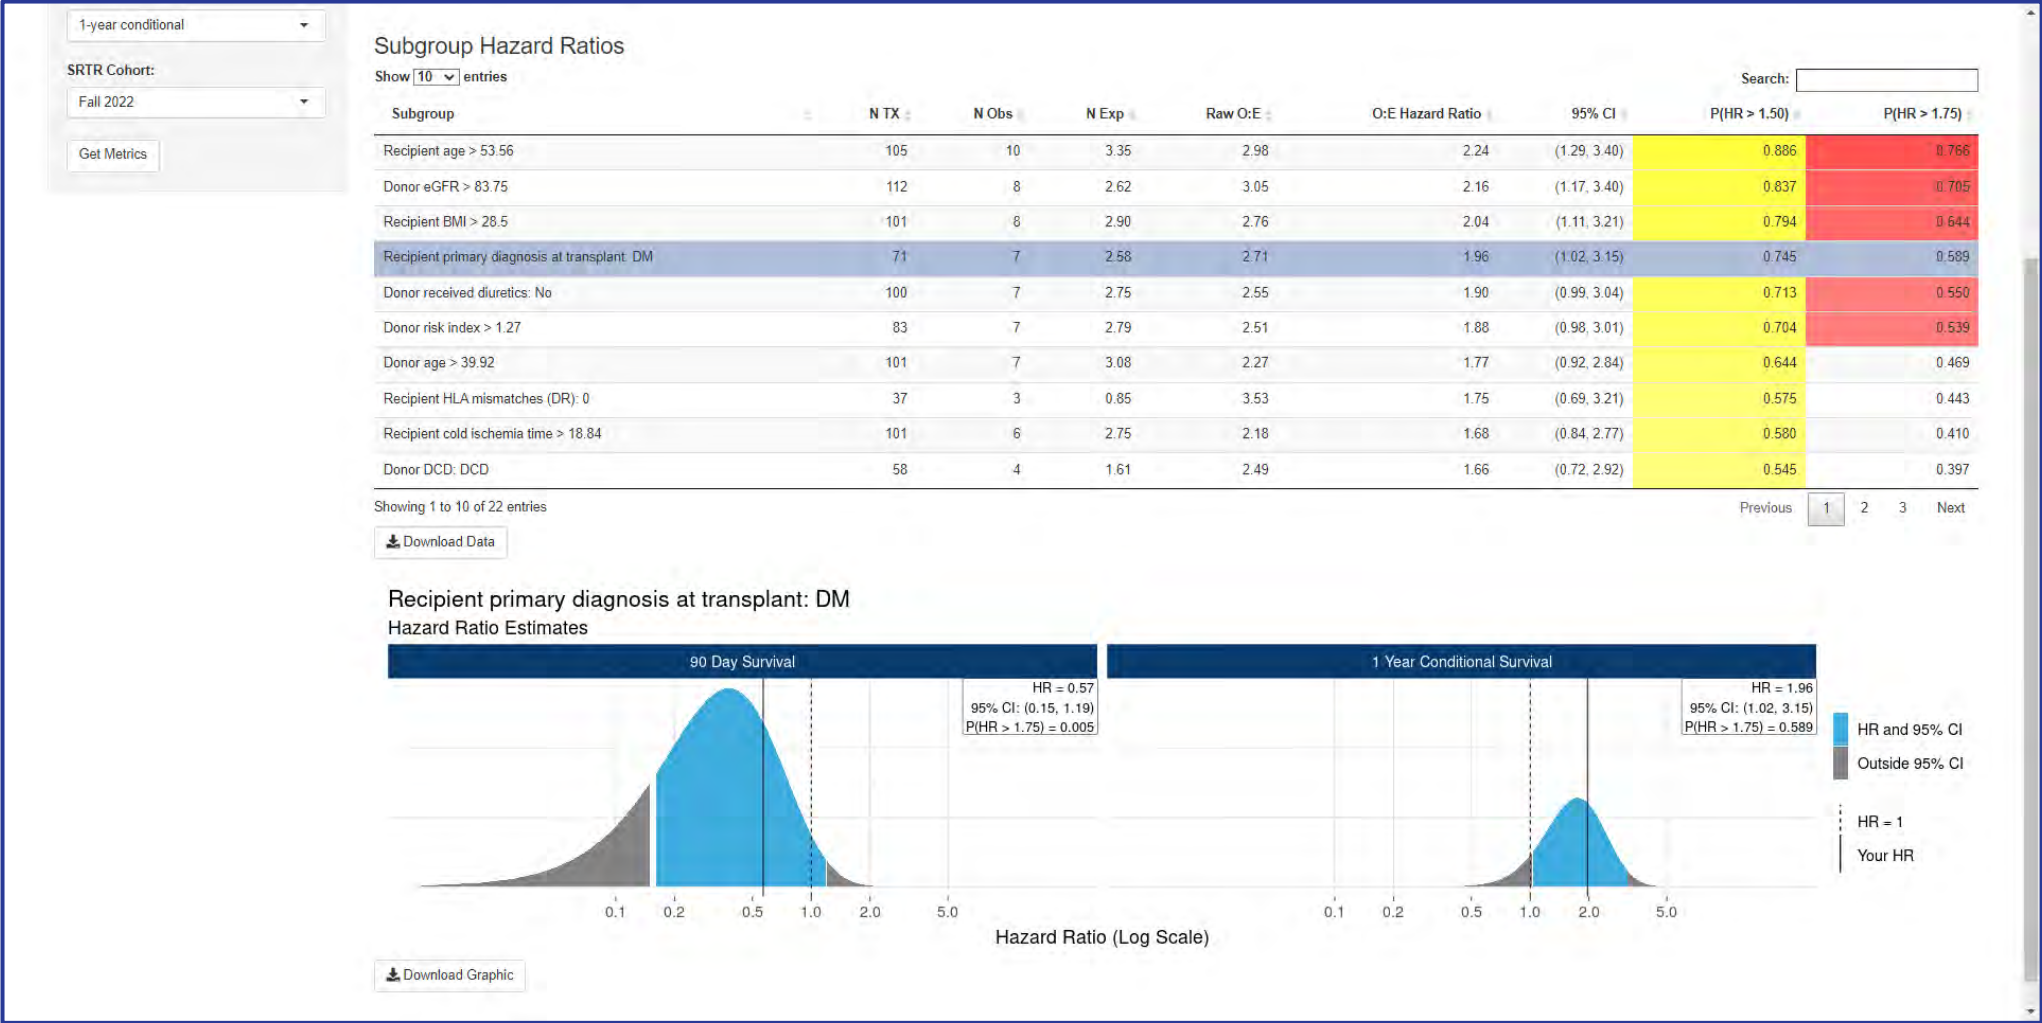 1-year conditional
SRTR Cohort:
Fall 2022
Get Metrics
Subgroup Hazard Ratios
Show 10 entries
Search:
Subgroup N TX N Obs N Exp Raw O:E O:E Hazard Ratio 95% CI P(HR > 1.50) P(HR > 1.75)
Recipient age > 53.56 105 10 3.35 2.98 2.24 (1.29, 3.40) 0.886 0.766
Donor eGFR > 83.75 112 8 2.62 3.05 2.16 (1.17, 3.40) 0.837 0.705
Recipient BMI > 28.5 101 8 2.90 2.76 2.04 (1.11, 3.21) 0.794 0.644
Recipient primary diagnosis at transplant: DM 71 7 2.58 2.71 1.96 (1.02, 3.15) 0.745 0.589
Donor received diuretics: No 100 7 2.75 2.55 1.90 (0.99, 3.04) 0.713 0.550
Donor risk index > 1.27 83 7 2.79 2.51 1.88 (0.98, 3.01) 0.704 0.539
Donor age > 39.92 101 7 3.08 2.27 1.77 (0.92, 2.84) 0.644 0.469
Recipient HLA mismatches (DR): 0 37 3 0.85 3.53 1.75 (0.69, 3.21) 0.575 0.443
Recipient cold ischemia time > 18.84 101 6 2.75 2.18 1.68 (0.84, 2.77) 0.580 0.410
Donor DCD: DCD 58 4 1.61 2.49 1.66 (0.72, 2.92) 0.545 0.397
Showing 1 to 10 of 22 entries
Previous 1 2 3 Next
Download Data
Recipient primary diagnosis at transplant: DM
Hazard Ratio Estimates
90 Day Survival
HR = 0.57
95% CI: (0.15, 1.19)
P(HR > 1.75) = 0.005
0.1 0.2 0.5 1.0 2.0 5.0
1 Year Conditional Survival
HR = 1.96
95% CI: (1.02, 3.15)
P(HR > 1.75) = 0.589
0.1 0.2 0.5 1.0 2.0 5.0
HR and 95% CI
Outside 95% CI
HR = 1
Your HR
Hazard Ratio (Log Scale)
Download Graphic